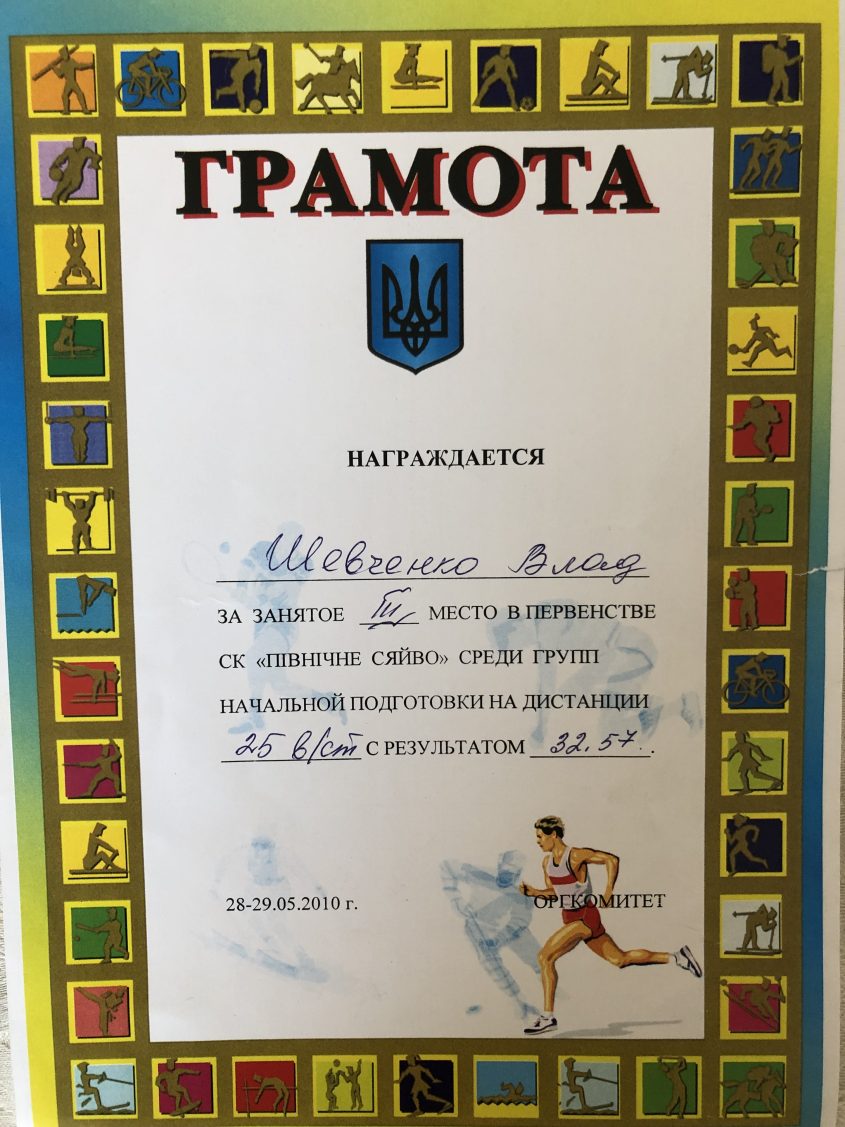 ГРАМОТА
НАГРАЖДАЕТСЯ
Шевченко Влад
ЗА ЗАНЯТОЕ III МЕСТО В ПЕРВЕНСТВЕ
СК «ПІВНІЧНЕ СЯЙВО» СРЕДИ ГРУПП
НАЧАЛЬНОЙ ПОДГОТОВКИ НА ДИСТАНЦИИ
25 в/ст С РЕЗУЛЬТАТОМ 32.57.
28-29.05.2010 г.
ОРГКОМИТЕТ